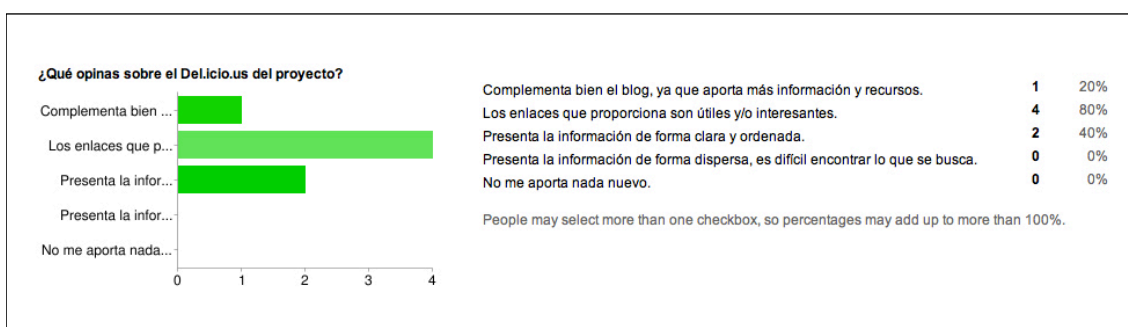 ¿Qué opinas sobre el Del.icio.us del proyecto?
Complementa bien ...
Los enlaces que p...
Presenta la infor...
Presenta la infor...
No me aporta nada...
0 1 2 3 4
Complementa bien el blog, ya que aporta más información y recursos. 1 20%
Los enlaces que proporciona son útiles y/o interesantes. 4 80%
Presenta la información de forma clara y ordenada. 2 40%
Presenta la información de forma dispersa, es difícil encontrar lo que se busca. 0 0%
No me aporta nada nuevo. 0 0%
People may select more than one checkbox, so percentages may add up to more than 100%.